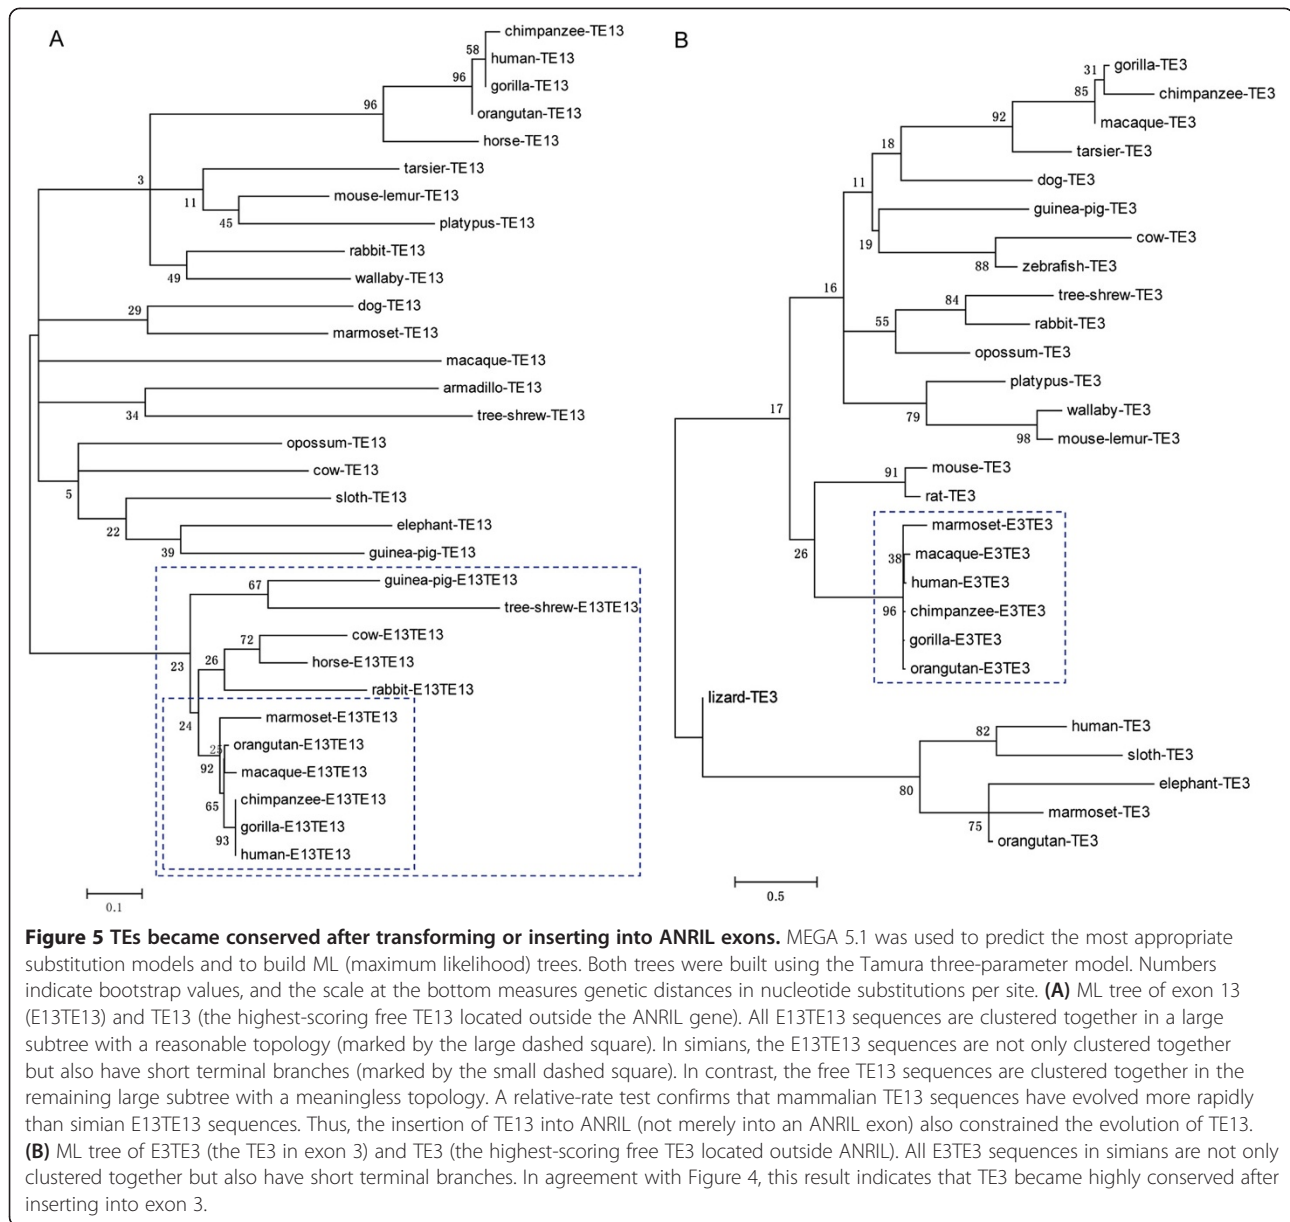 A
chimpanzee-TE13
58
human-TE13
96
gorilla-TE13
96
orangutan-TE13
horse-TE13
tarsier-TE13
3
mouse-lemur-TE13
11
45
platypus-TE13
rabbit-TE13
49
wallaby-TE13
dog-TE13
29
marmoset-TE13
macaque-TE13
armadillo-TE13
34
tree-shrew-TE13
opossum-TE13
cow-TE13
5
sloth-TE13
22
elephant-TE13
39
guinea-pig-TE13
67
guinea-pig-E13TE13
tree-shrew-E13TE13
72
cow-E13TE13
23
26
horse-E13TE13
rabbit-E13TE13
24
marmoset-E13TE13
25
orangutan-E13TE13
92
macaque-E13TE13
65
chimpanzee-E13TE13
gorilla-E13TE13
93
human-E13TE13
0.1
B
31
gorilla-TE3
85
chimpanzee-TE3
92
macaque-TE3
18
tarsier-TE3
11
dog-TE3
guinea-pig-TE3
19
cow-TE3
88
zebrafish-TE3
16
84
tree-shrew-TE3
55
rabbit-TE3
opossum-TE3
platypus-TE3
17
79
wallaby-TE3
98
mouse-lemur-TE3
91
mouse-TE3
rat-TE3
marmoset-E3TE3
26
38
macaque-E3TE3
human-E3TE3
96
chimpanzee-E3TE3
gorilla-E3TE3
orangutan-E3TE3
lizard-TE3
82
human-TE3
sloth-TE3
80
elephant-TE3
75
marmoset-TE3
orangutan-TE3
0.5
Figure 5 TEs became conserved after transforming or inserting into ANRIL exons. MEGA 5.1 was used to predict the most appropriate
substitution models and to build ML (maximum likelihood) trees. Both trees were built using the Tamura three-parameter model. Numbers
indicate bootstrap values, and the scale at the bottom measures genetic distances in nucleotide substitutions per site. (A) ML tree of exon 13
(E13TE13) and TE13 (the highest-scoring free TE13 located outside the ANRIL gene). All E13TE13 sequences are clustered together in a large
subtree with a reasonable topology (marked by the large dashed square). In simians, the E13TE13 sequences are not only clustered together
but also have short terminal branches (marked by the small dashed square). In contrast, the free TE13 sequences are clustered together in the
remaining large subtree with a meaningless topology. A relative-rate test confirms that mammalian TE13 sequences have evolved more rapidly
than simian E13TE13 sequences. Thus, the insertion of TE13 into ANRIL (not merely into an ANRIL exon) also constrained the evolution of TE13.
(B) ML tree of E3TE3 (the TE3 in exon 3) and TE3 (the highest-scoring free TE3 located outside ANRIL). All E3TE3 sequences in simians are not only
clustered together but also have short terminal branches. In agreement with Figure 4, this result indicates that TE3 became highly conserved after
inserting into exon 3.